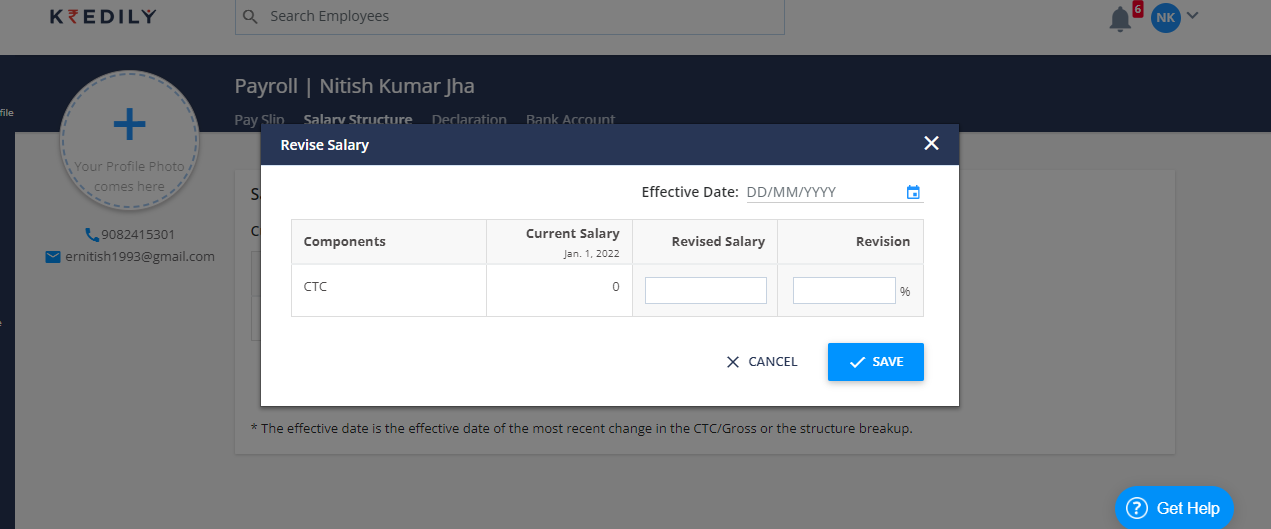 KREDILY
Search Employees
6
NK
file
Payroll | Nitish Kumar Jha
Pay Slip Salary Structure Declaration Bank Account
Your Profile Photo
comes here
9082415301
ernitish1993@gmail.com
Revise Salary
Effective Date: DD/MM/YYYY
Components Current Salary Revised Salary Revision
Jan. 1, 2022
CTC 0 %
CANCEL SAVE
* The effective date is the effective date of the most recent change in the CTC/Gross or the structure breakup.
Get Help